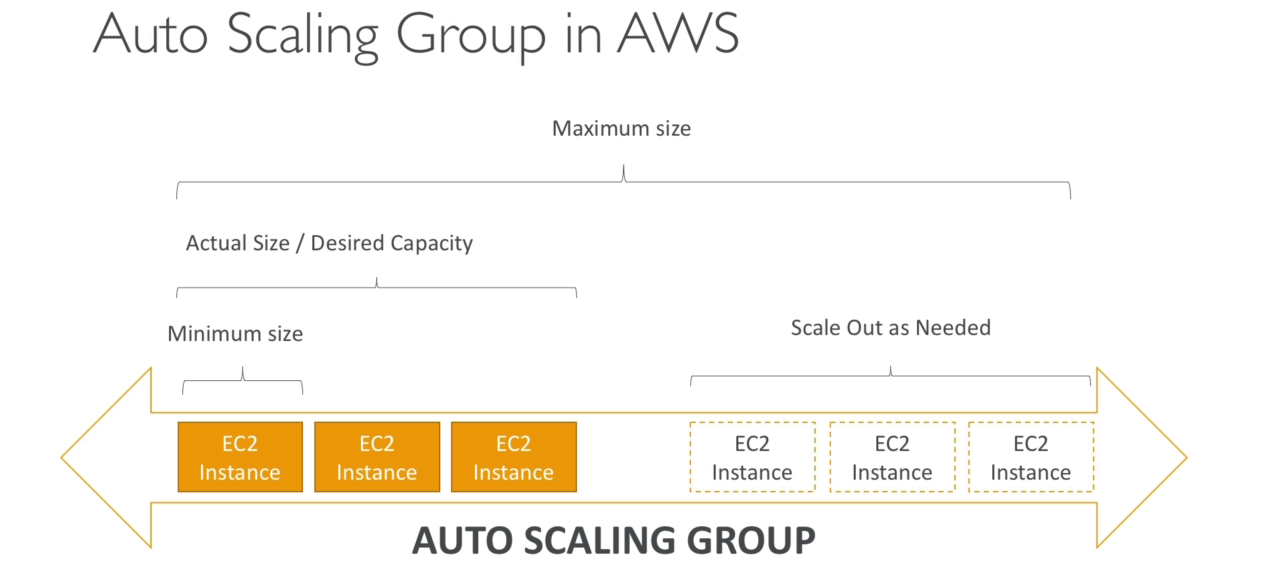 Auto Scaling Group in AWS
Maximum size
Actual Size / Desired Capacity
Minimum size
Scale Out as Needed
EC2
Instance
EC2
Instance
EC2
Instance
EC2
Instance
EC2
Instance
EC2
Instance
AUTO SCALING GROUP